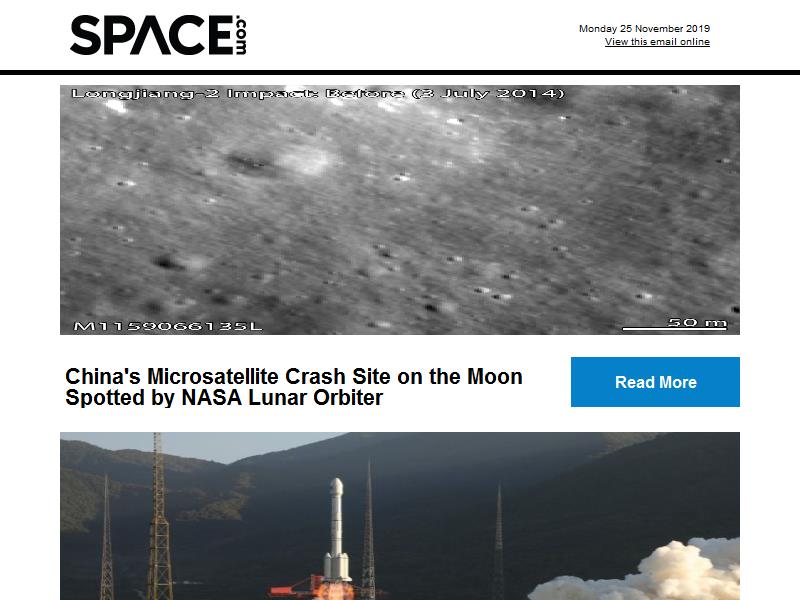 SPACE.com
Monday 25 November 2019
View this email online
Longjiang-2 Impact: Before (3 July 2014)
M1159066135L
50 m
China's Microsatellite Crash Site on the Moon
Spotted by NASA Lunar Orbiter
Read More